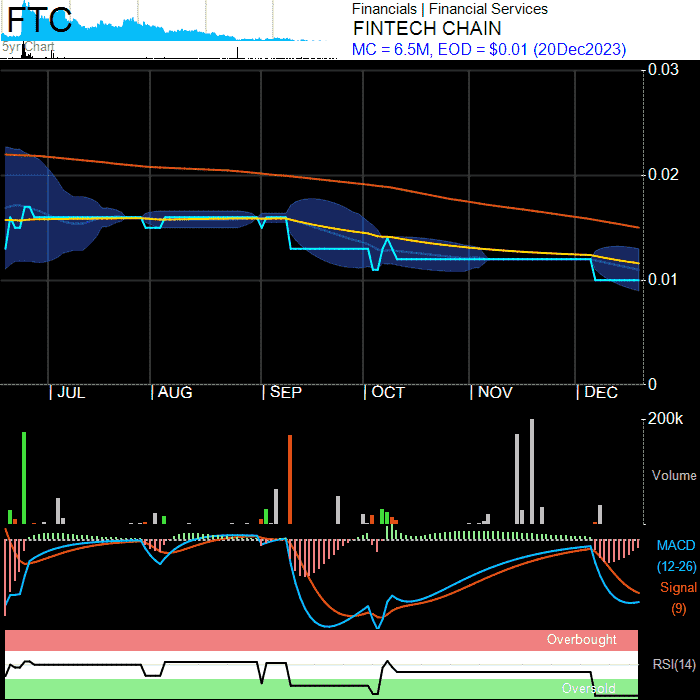 FTC
5yr Chart
Financials | Financial Services
FINTECH CHAIN
MC = 6.5M, EOD = $0.01 (20Dec2023)
0.03
0.02
0.01
0
| JUL | AUG | SEP | OCT | NOV | DEC
200k
Volume
MACD
(12-26)
Signal
(9)
Overbought
RSI(14)
Oversold